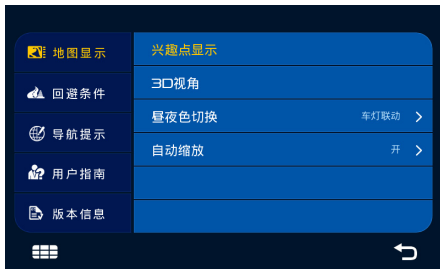 地图显示
回避条件
导航提示
用户指南
版本信息
兴趣点显示
3D视角
昼夜色切换 车灯联动
自动缩放 开